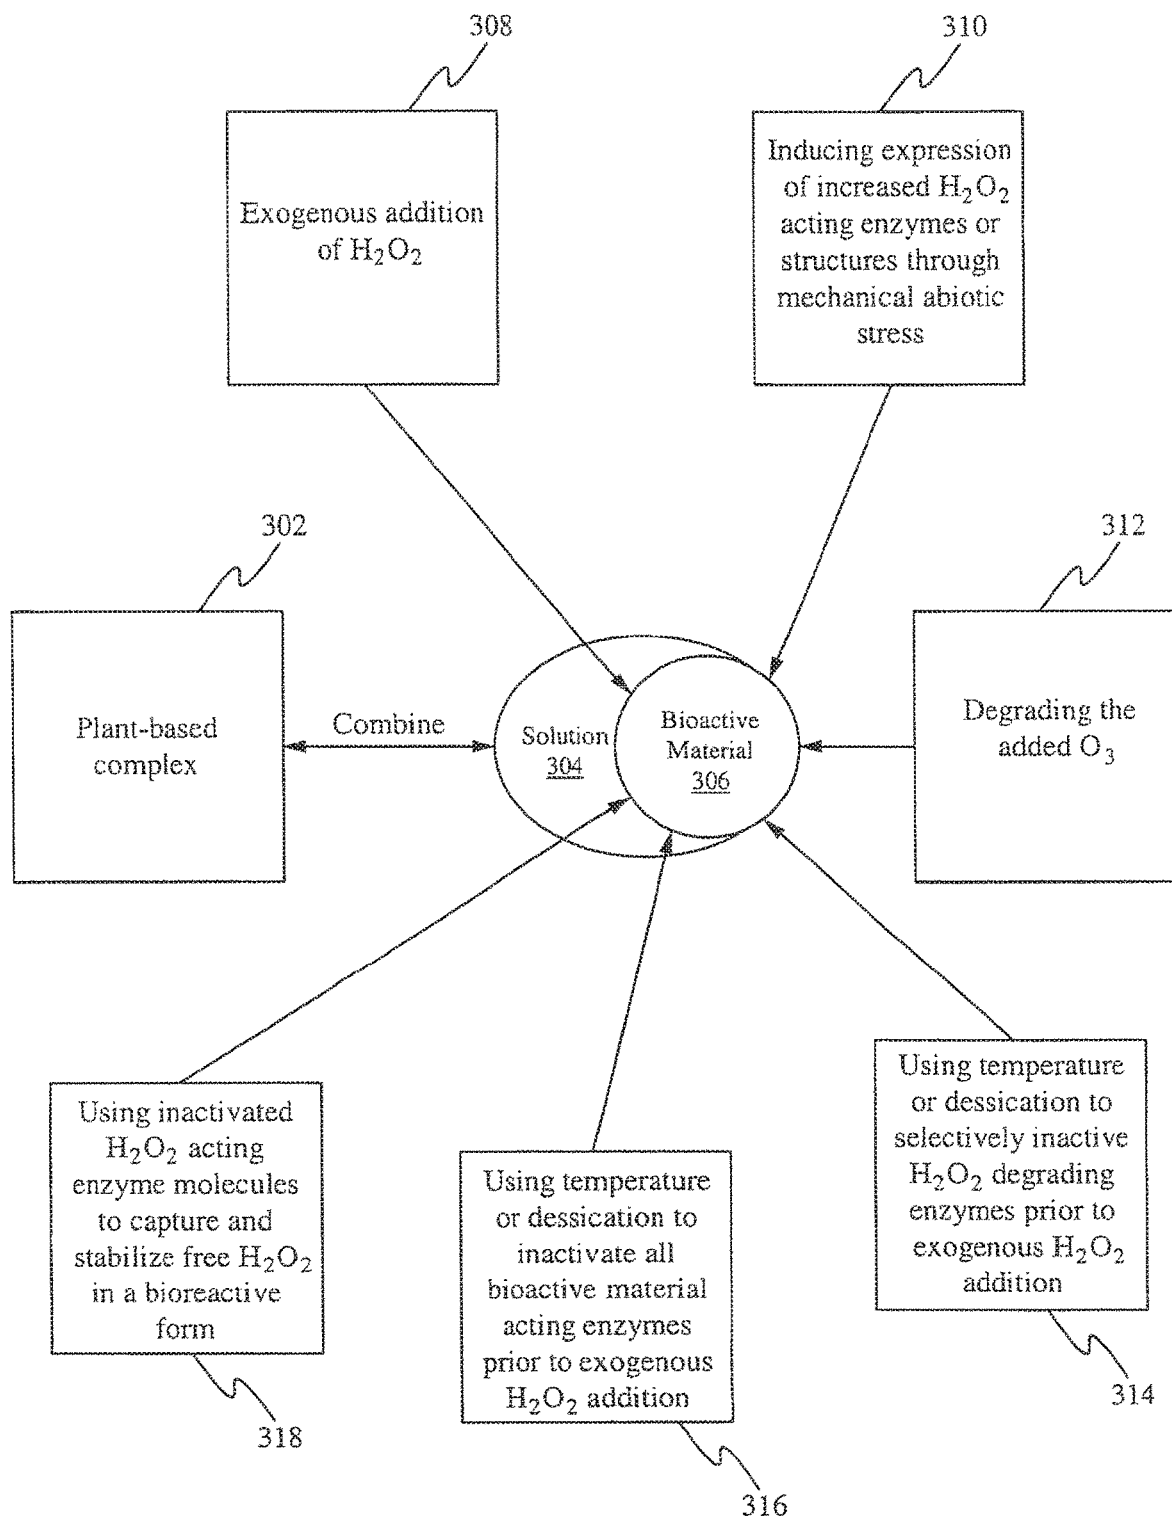 308
310
Exogenous addition
of H₂O₂
Inducing expression
of increased H₂O₂
acting enzymes or
structures through
mechanical abiotic
stress
302
312
Plant-based
complex
Combine
Solution
304
Bioactive
Material
306
Degrading the
added O₃
Using inactivated
H₂O₂ acting
enzyme molecules
to capture and
stabilize free H₂O₂
in a bioreactive
form
318
Using temperature
or dessication to
inactivate all
bioactive material
acting enzymes
prior to exogenous
H₂O₂ addition
316
Using temperature
or dessication to
selectively inactive
H₂O₂ degrading
enzymes prior to
exogenous H₂O₂
addition
314